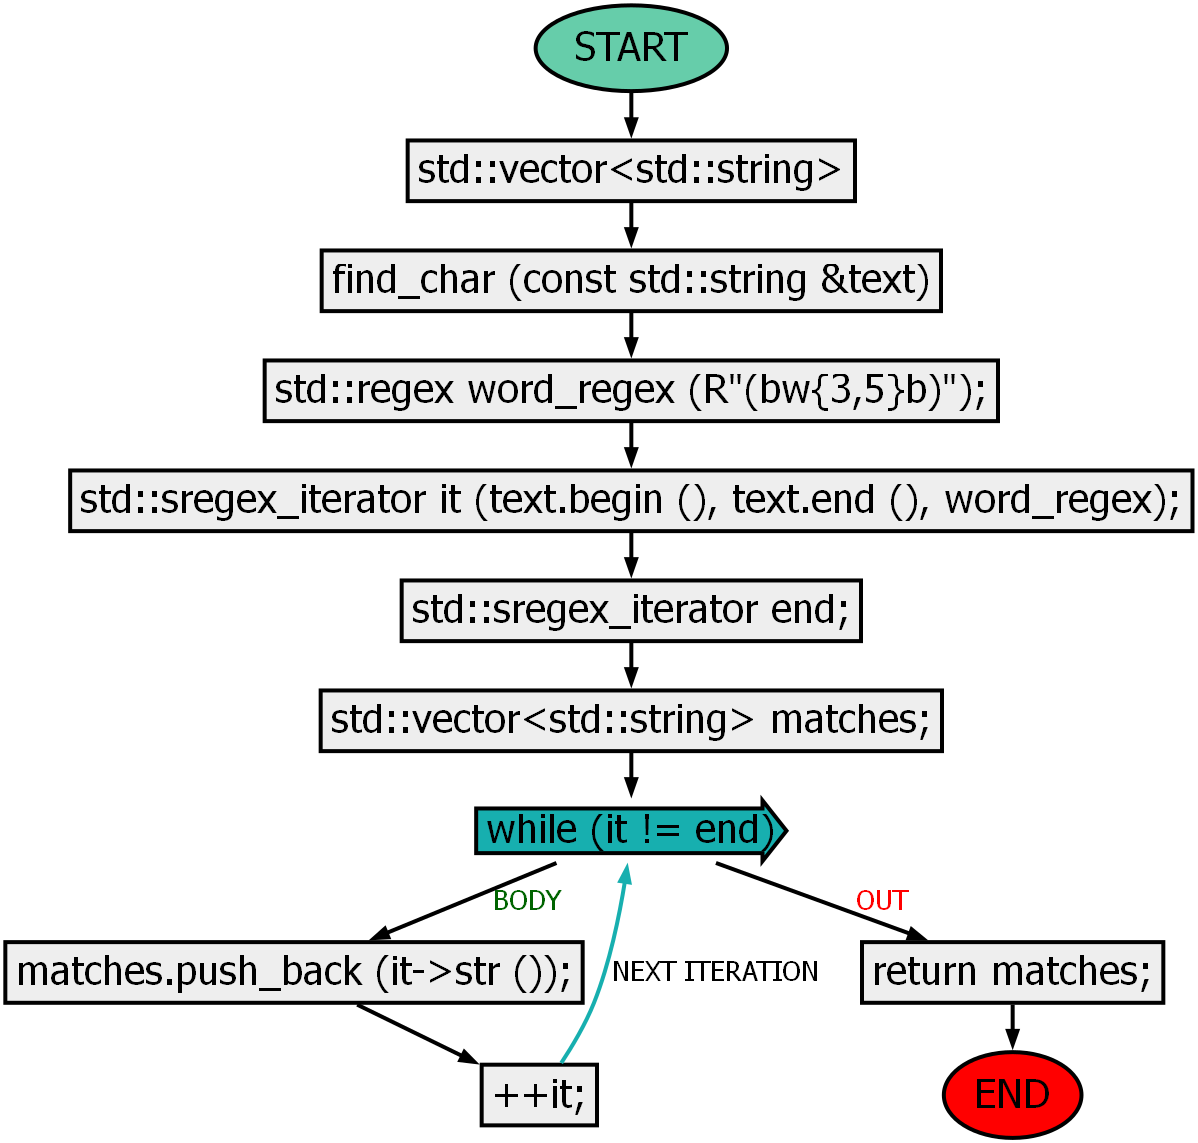 START
std::vector<std::string>
find_char (const std::string &text)
std::regex word_regex (R"(bw{3,5}b)");
std::sregex_iterator it (text.begin (), text.end (), word_regex);
std::sregex_iterator end;
std::vector<std::string> matches;
while (it != end)
BODY
OUT
matches.push_back (it->str ());
NEXT ITERATION
return matches;
++it;
END